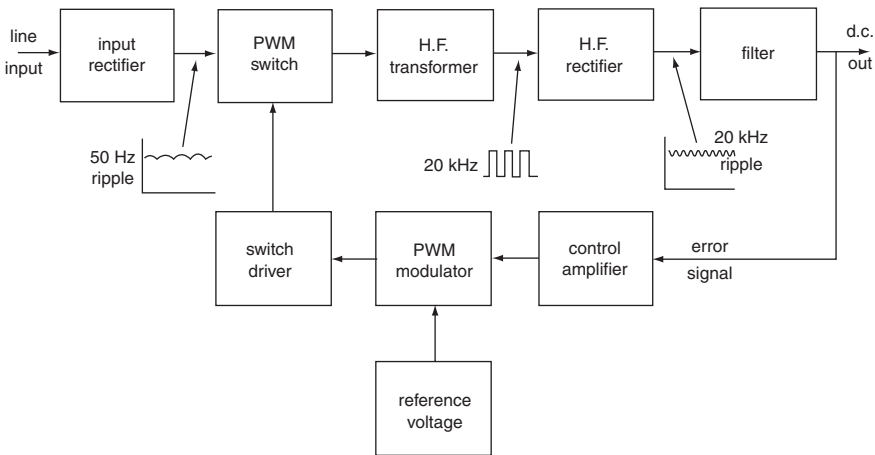 line
input
input
rectifier
PWM
switch
H.F.
transformer
H.F.
rectifier
filter
d.c.
out
50 Hz
ripple
20 kHz
20 kHz
ripple
switch
driver
PWM
modulator
control
amplifier
error
signal
reference
voltage